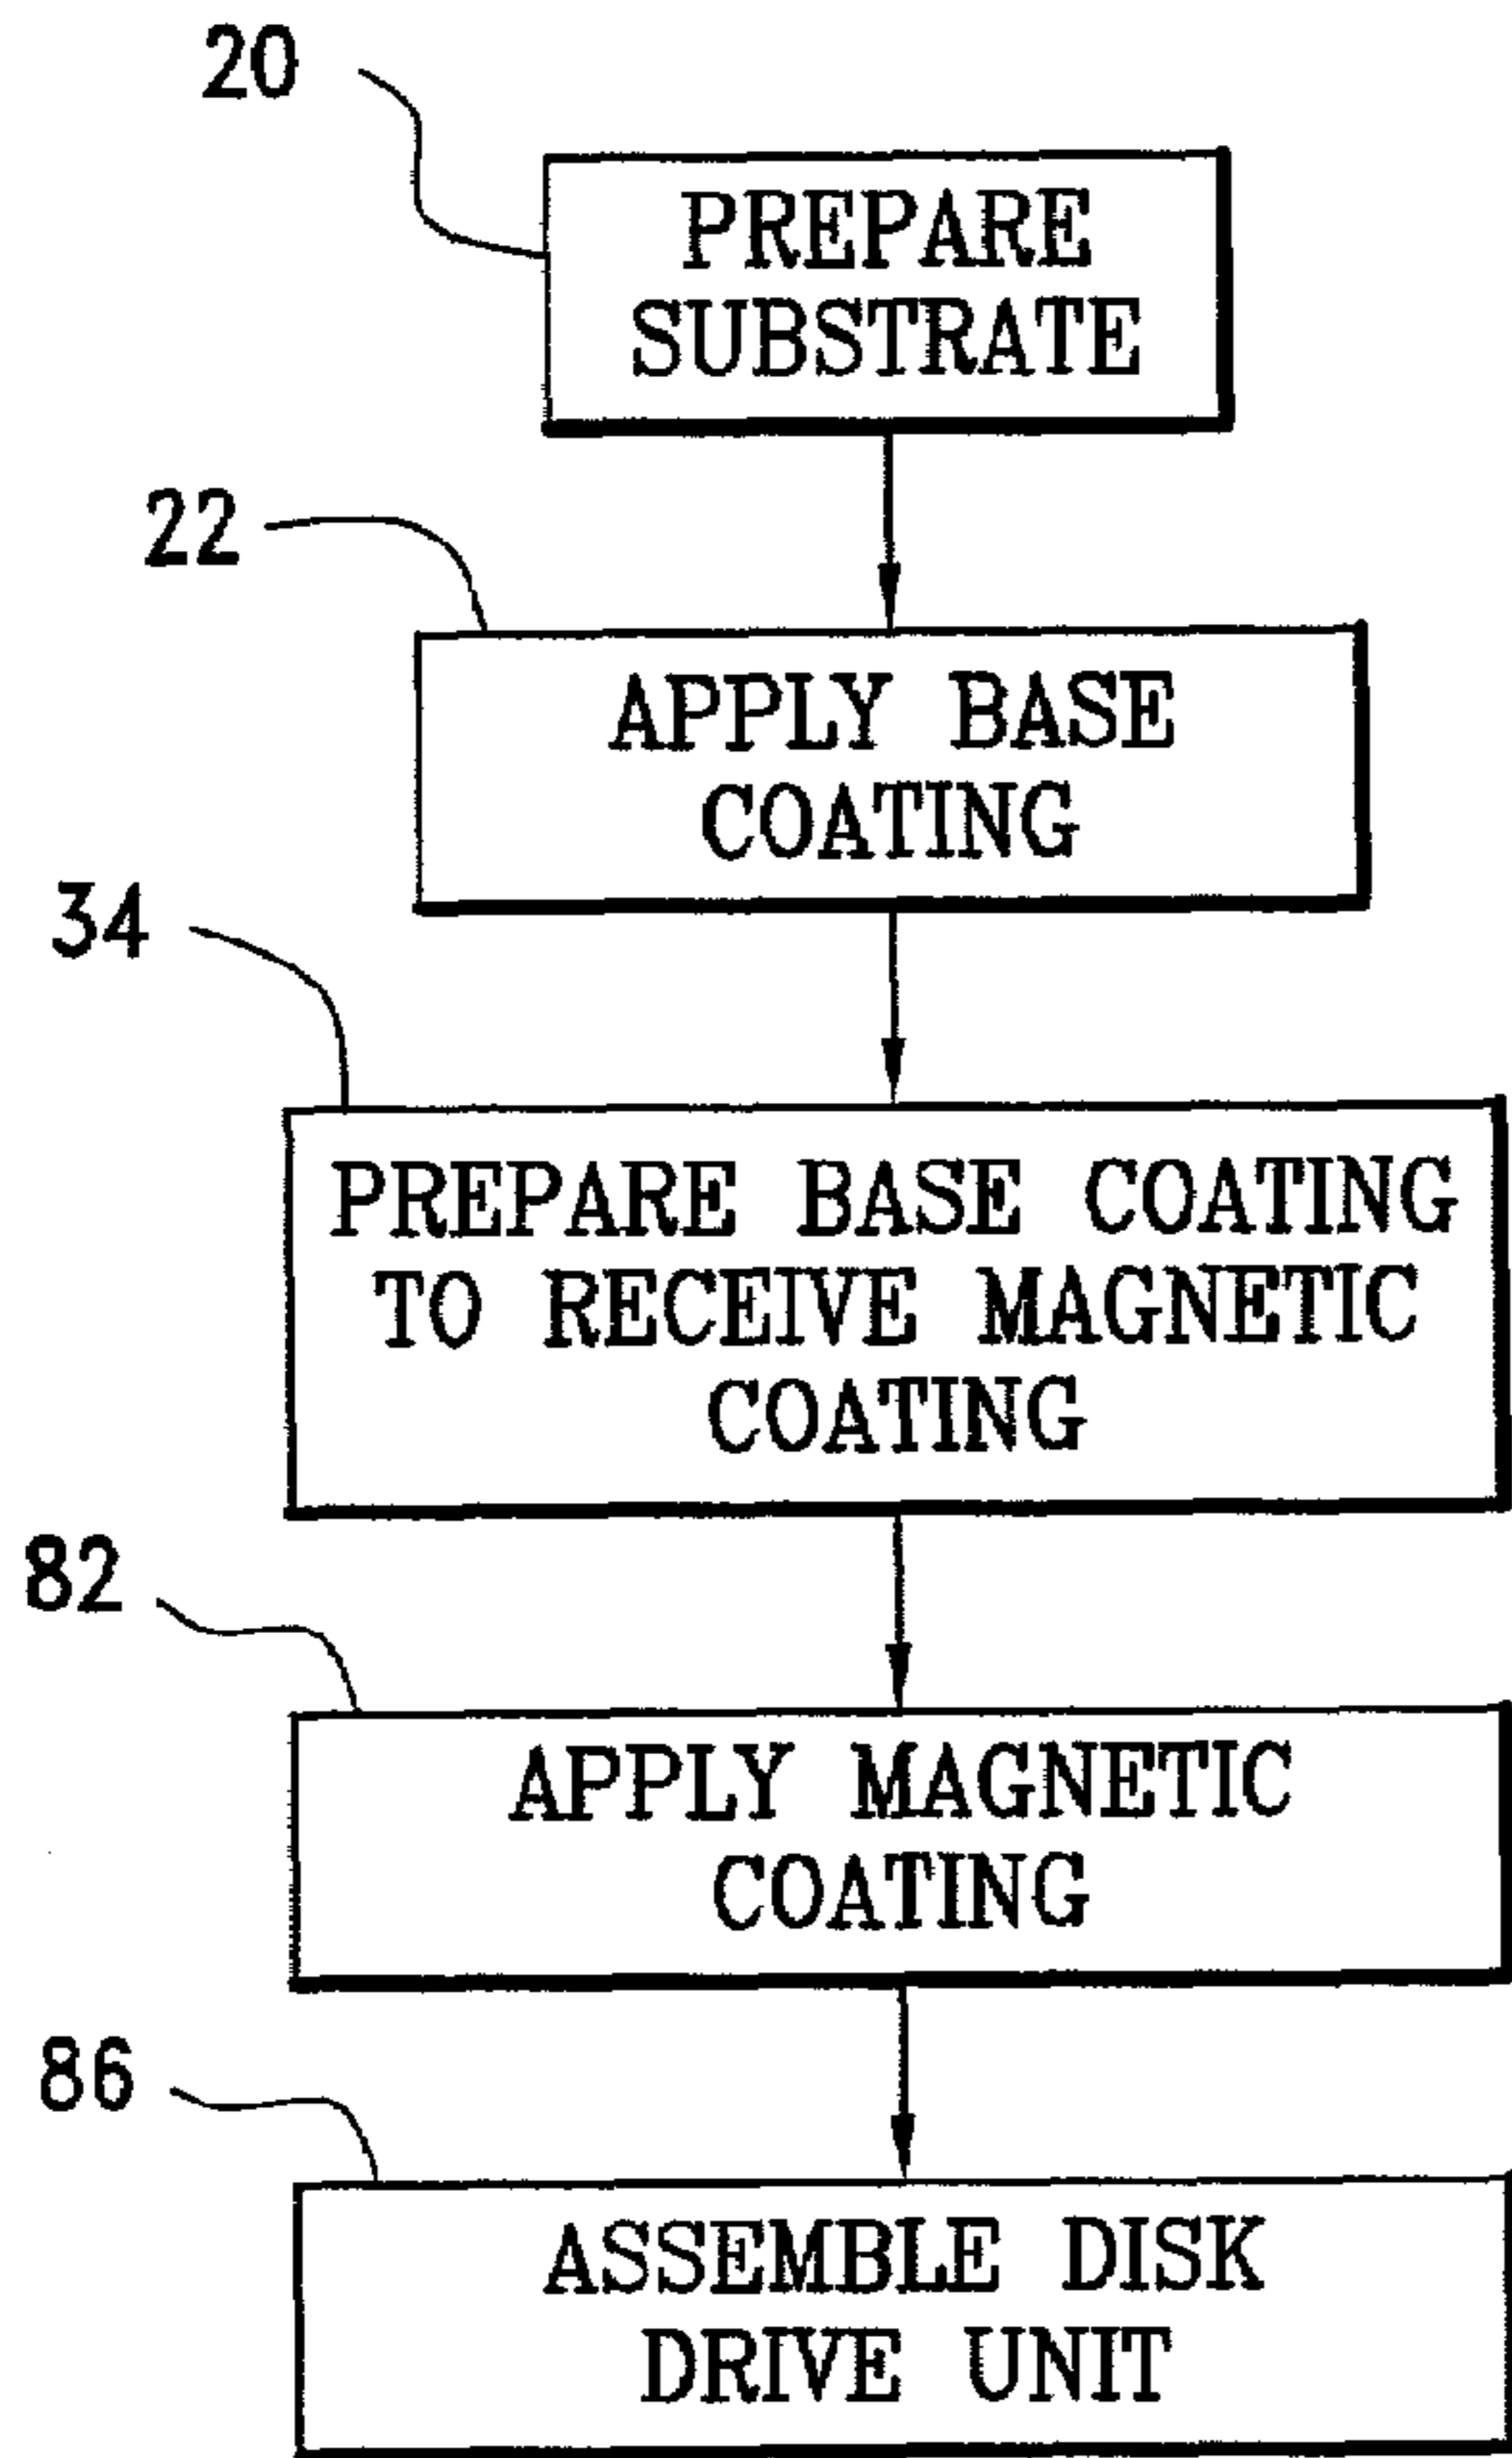 20
PREPARE
SUBSTRATE
22
APPLY BASE
COATING
34
PREPARE BASE COATING
TO RECEIVE MAGNETIC
COATING
82
APPLY MAGNETIC
COATING
86
ASSEMBLE DISK
DRIVE UNIT